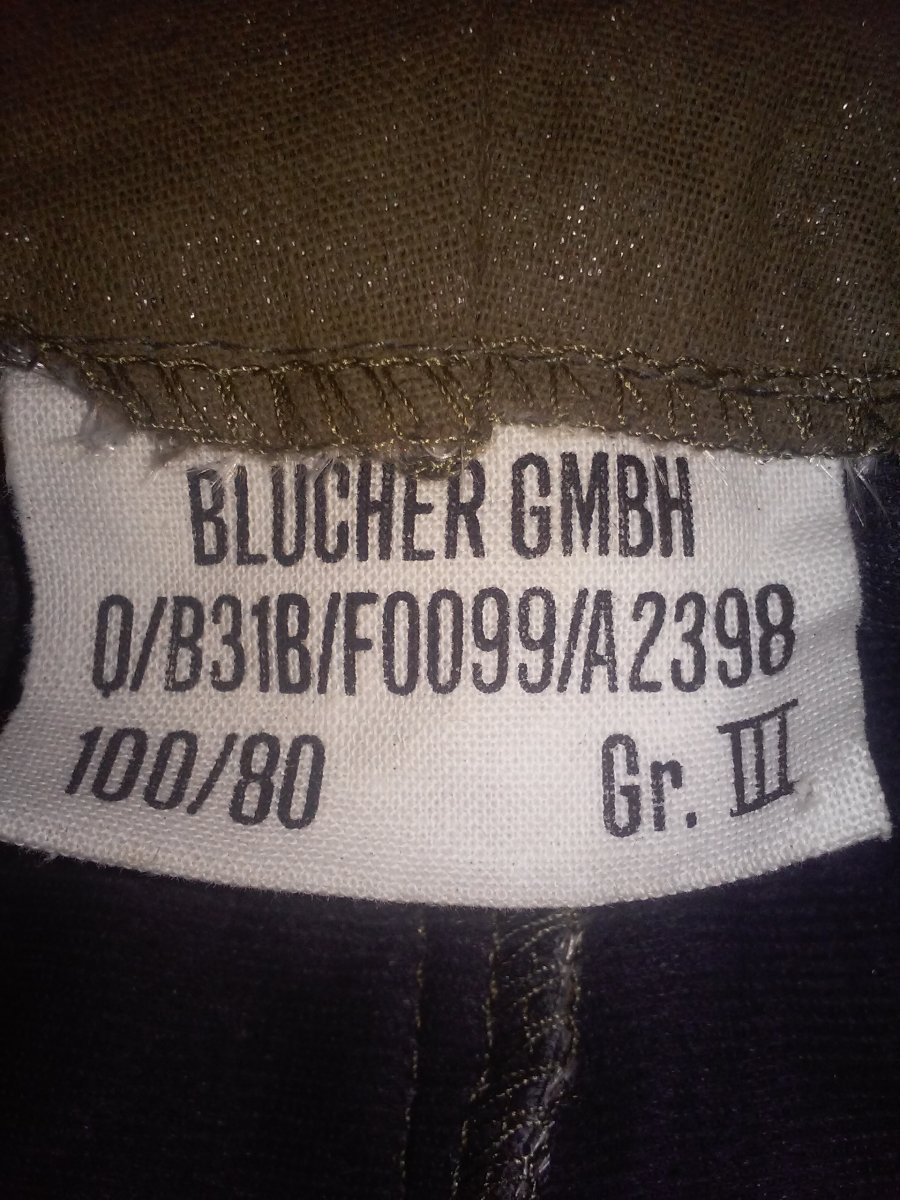 BLUCHER GMBH
Q/B31B/F0099/A2398
100/80 Gr. III